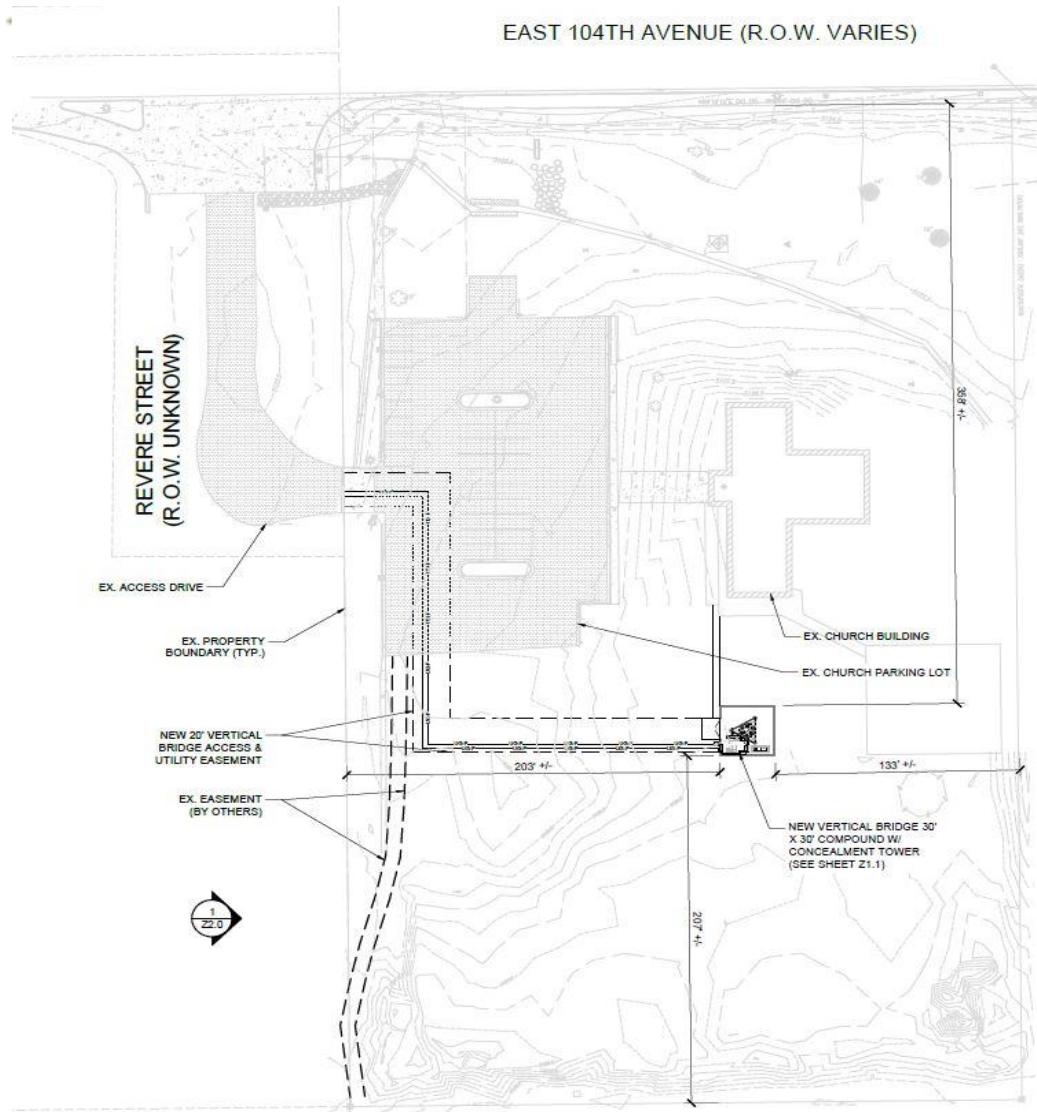 EAST 104TH AVENUE (R.O.W. VARIES)
REVERE STREET
(R.O.W. UNKNOWN)
EX. ACCESS DRIVE
EX. PROPERTY
BOUNDARY (TYP.)
EX. CHURCH BUILDING
EX. CHURCH PARKING LOT
NEW 20' VERTICAL
BRIDGE ACCESS &
UTILITY EASEMENT
203' +/-
133' +/-
EX. EASEMENT
(BY OTHERS)
NEW VERTICAL BRIDGE 30'
X 30' COMPOUND W/
CONCEALMENT TOWER
(SEE SHEET Z1.1)
1
Z2.0
207' +/-